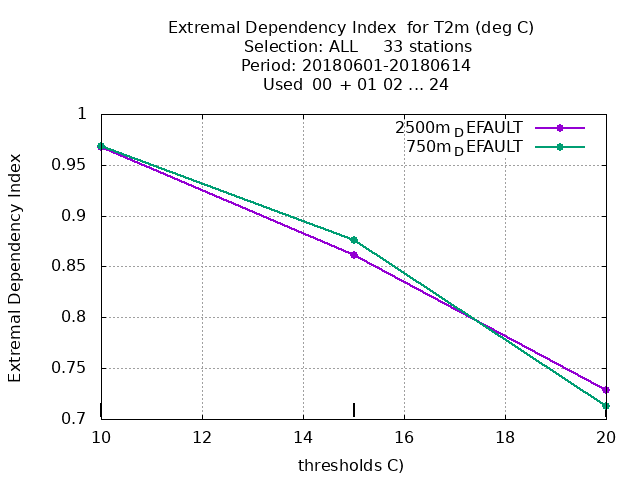 Extremal Dependency Index  for T2m (deg C)
Selection: ALL     33 stations
Period: 20180601-20180614
Used  00 + 01 02 ... 24
2500m DEFAULT
750m DEFAULT
1
0.95
0.9
0.85
0.8
0.75
0.7
Extremal Dependency Index
10 12 14 16 18 20
thresholds C)